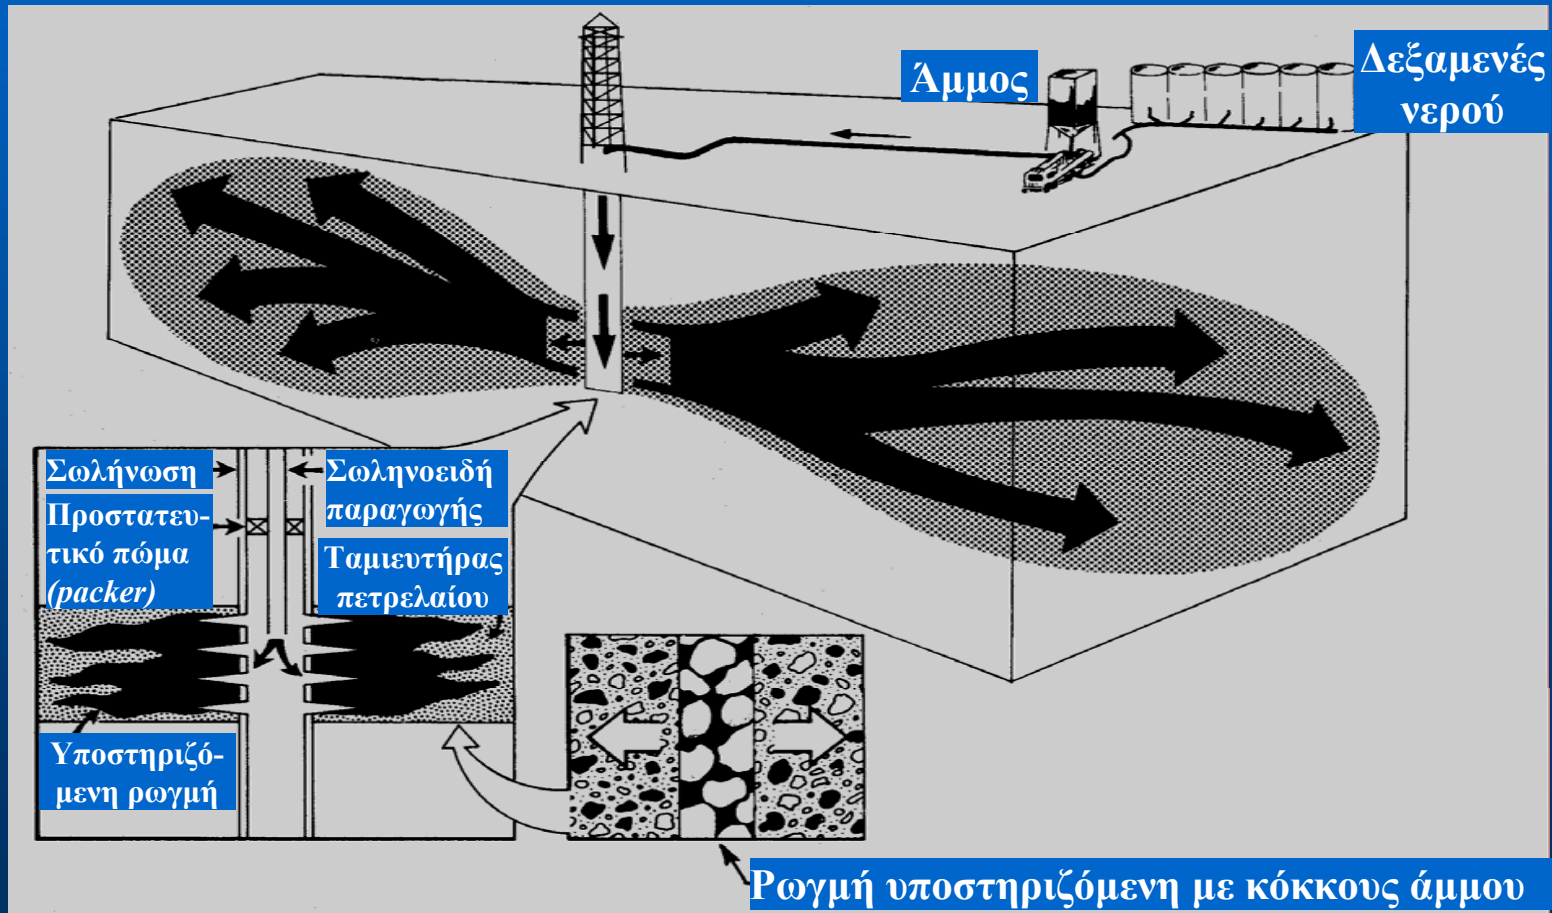 Άμμος
Δεξαμενές
νερού
Σωλήνωση
Προστατευ-
τικό πώμα
(packer)
Σωληνοειδή
παραγωγής
Ταμιευτήρας
πετρελαίου
Υποστηριζό-
μενη ρωγμή
Ρωγμή υποστηριζόμενη με κόκκους άμμου